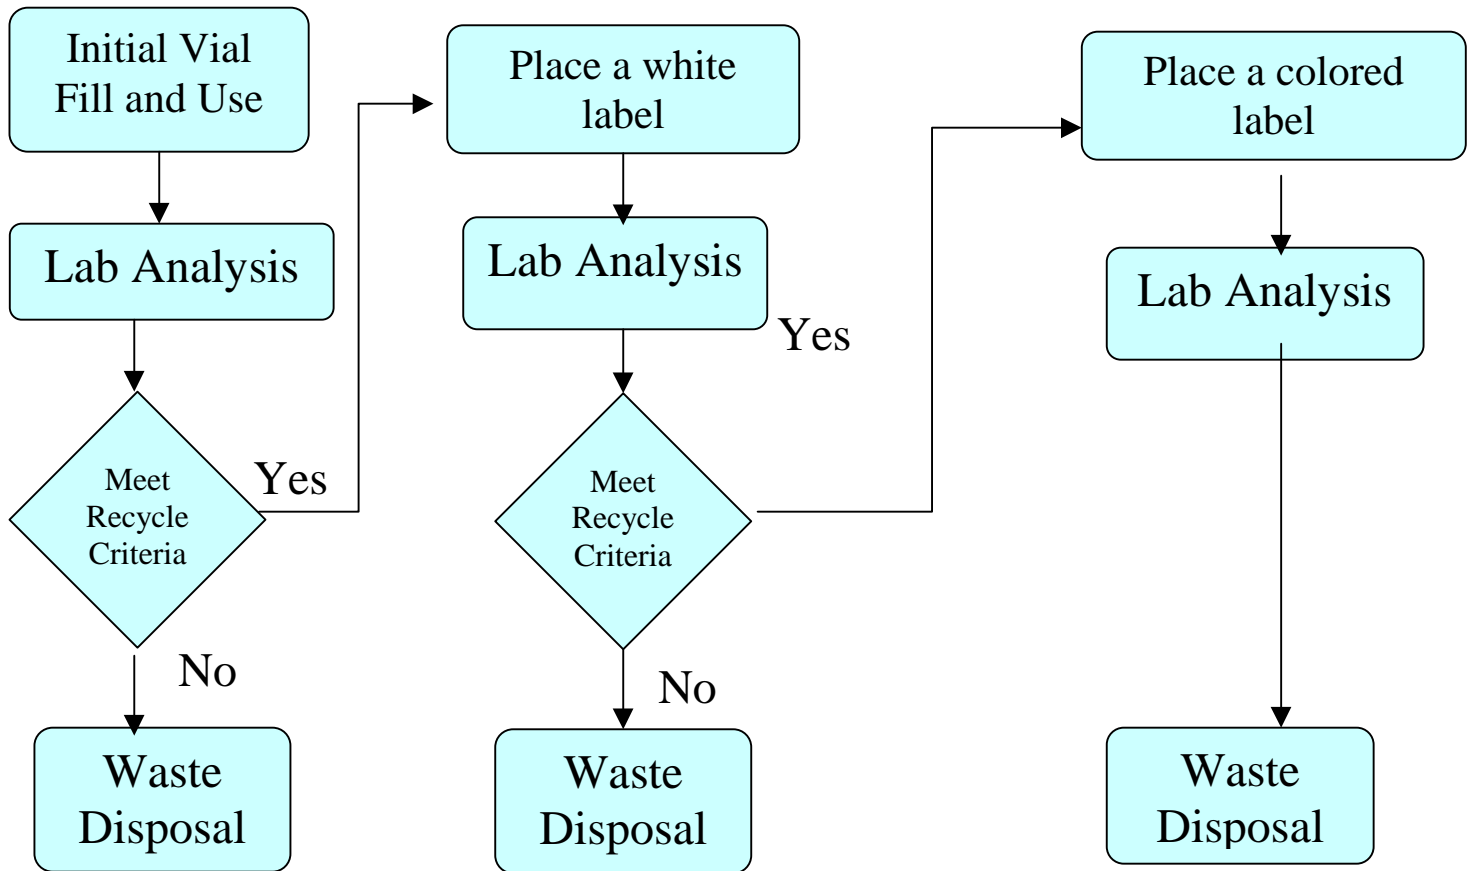 Initial Vial
Fill and Use
Lab Analysis
Meet
Recycle
Criteria
Yes
No
Waste
Disposal
Place a white
label
Lab Analysis
Yes
Meet
Recycle
Criteria
No
Waste
Disposal
Place a colored
label
Lab Analysis
Waste
Disposal